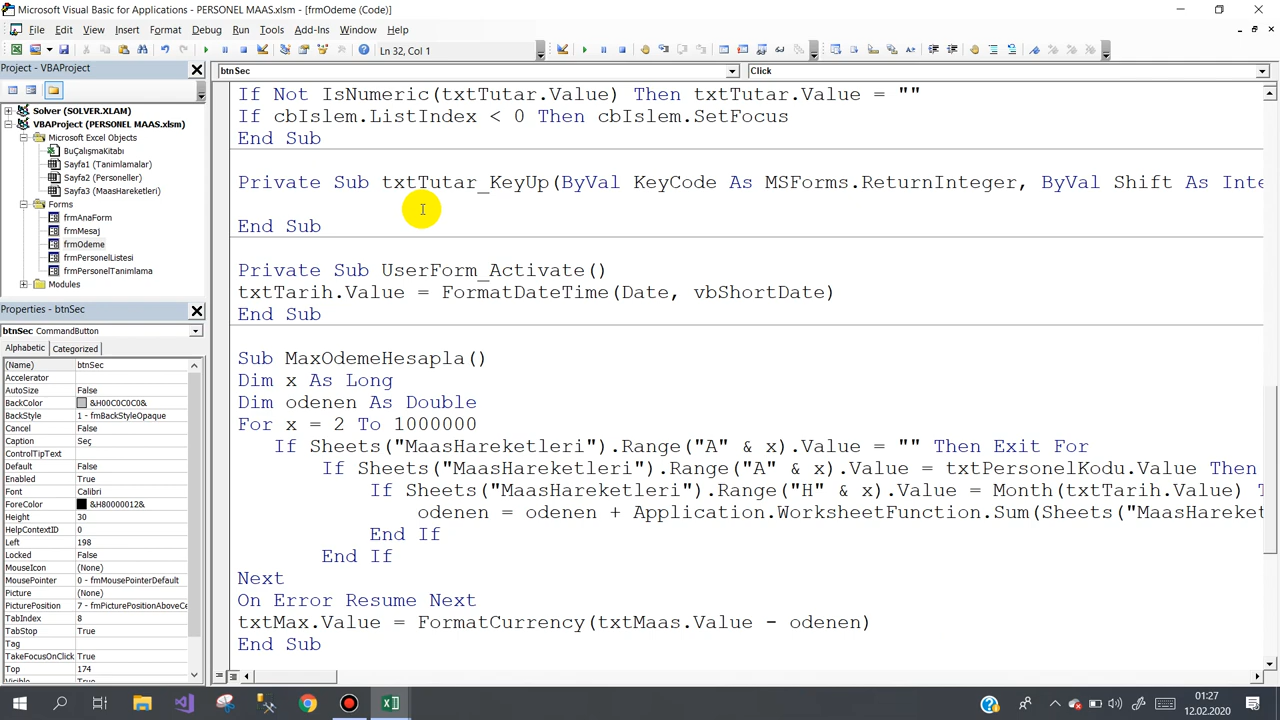 Microsoft Visual Basic for Applications - PERSONEL MAAS.xlsm - [frmOdeme (Code)]
File Edit View Insert Format Debug Run Tools Add-Ins Window Help
Ln 32, Col 1
Project - VBAProject
btnSec
Click
Solver (SOLVER.XLAM)
VBAProject (PERSONEL MAAS.xlsm)
Microsoft Excel Objects
BuÇalışmaKitabı
Sayfa1 (Tanimlamalar)
Sayfa2 (Personeller)
Sayfa3 (MaasHareketleri)
Forms
frmAnaForm
frmMesaj
frmOdeme
frmPersonelListesi
frmPersonelTanimlama
Modules
Properties - btnSec
btnSec CommandButton
Alphabetic Categorized
(Name) btnSec
Accelerator
AutoSize False
BackColor &H00C0C0C0&
BackStyle 1 - fmBackStyleOpaque
Cancel False
Caption Seç
ControlTipText
Default False
Enabled True
Font Calibri
ForeColor &H80000012&
Height 30
HelpContextID 0
Left 198
Locked False
MouseIcon (None)
MousePointer 0 - fmMousePointerDefault
Picture (None)
PicturePosition 7 - fmPicturePositionAboveCe
TabIndex 8
TabStop True
Tag
TakeFocusOnClick True
Top 174
Visible True
If Not IsNumeric(txtTutar.Value) Then txtTutar.Value = ""
If cbIslem.ListIndex < 0 Then cbIslem.SetFocus
End Sub
Private Sub txtTutar_KeyUp(ByVal KeyCode As MSForms.ReturnInteger, ByVal Shift As Inte
End Sub
Private Sub UserForm_Activate()
txtTarih.Value = FormatDateTime(Date, vbShortDate)
End Sub
Sub MaxOdemeHesapla()
Dim x As Long
Dim odenen As Double
For x = 2 To 1000000
If Sheets("MaasHareketleri").Range("A" & x).Value = "" Then Exit For
If Sheets("MaasHareketleri").Range("A" & x).Value = txtPersonelKodu.Value Then
If Sheets("MaasHareketleri").Range("H" & x).Value = Month(txtTarih.Value) T
odenen = odenen + Application.WorksheetFunction.Sum(Sheets("MaasHareket
End If
End If
Next
On Error Resume Next
txtMax.Value = FormatCurrency(txtMaas.Value - odenen)
End Sub
01:27
12.02.2020